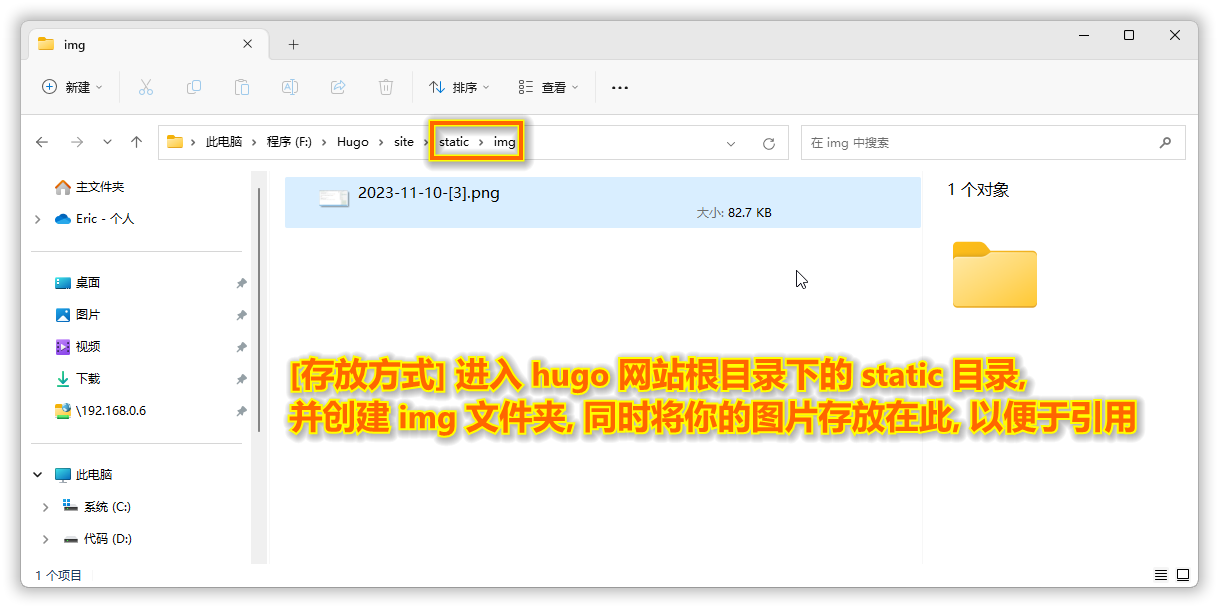 img
新建
排序
查看
此电脑 程序 (F:) Hugo site static img
在 img 中搜索
主文件夹
Eric - 个人
桌面
图片
视频
下载
\192.168.0.6
此电脑
系统 (C:)
代码 (D:)
2023-11-10-[3].png
大小: 82.7 KB
1 个对象
[存放方式] 进入 hugo 网站根目录下的 static 目录,
并创建 img 文件夹, 同时将你的图片存放在此, 以便于引用
1 个项目